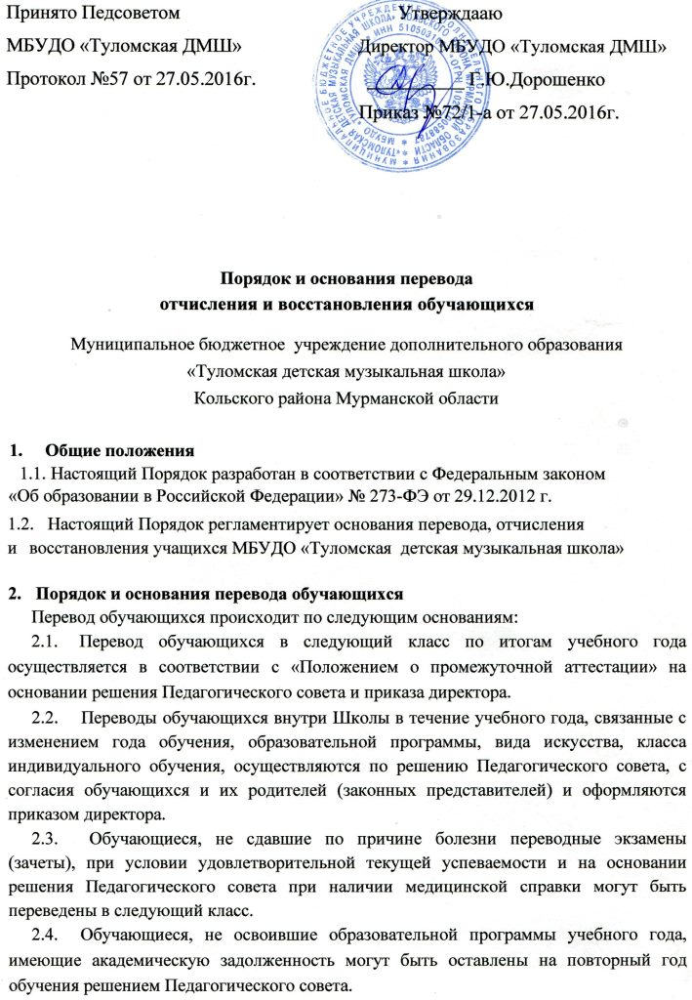 Принято Педсоветом
Утверждааю
МБУДО «Туломская ДМШ»
Директор МБУДО «Туломская ДМШ»
Протокол №57 от 27.05.2016г.
Г.Ю.Дорошенко
Приказ №72/1-а от 27.05.2016г.
Порядок и основания перевода
отчисления и восстановления обучающихся
Муниципальное бюджетное учреждение дополнительного образования
«Туломская детская музыкальная школа»
Кольского района Мурманской области
1. Общие положения
1.1. Настоящий Порядок разработан в соответствии с Федеральным законом
«Об образовании в Российской Федерации» № 273-ФЭ от 29.12.2012 г.
1.2. Настоящий Порядок регламентирует основания перевода, отчисления
и восстановления учащихся МБУДО «Туломская детская музыкальная школа»
2. Порядок и основания перевода обучающихся
Перевод обучающихся происходит по следующим основаниям:
2.1. Перевод обучающихся в следующий класс по итогам учебного года
осуществляется в соответствии с «Положением о промежуточной аттестации» на
основании решения Педагогического совета и приказа директора.
2.2. Переводы обучающихся внутри Школы в течение учебного года, связанные с
изменением года обучения, образовательной программы, вида искусства, класса
индивидуального обучения, осуществляются по решению Педагогического совета, с
согласия обучающихся и их родителей (законных представителей) и оформляются
приказом директора.
2.3. Обучающиеся, не сдавшие по причине болезни переводные экзамены
(зачеты), при условии удовлетворительной текущей успеваемости и на основании
решения Педагогического совета при наличии медицинской справки могут быть
переведены в следующий класс.
2.4. Обучающиеся, не освоившие образовательной программы учебного года,
имеющие академическую задолженность могут быть оставлены на повторный год
обучения решением Педагогического совета.